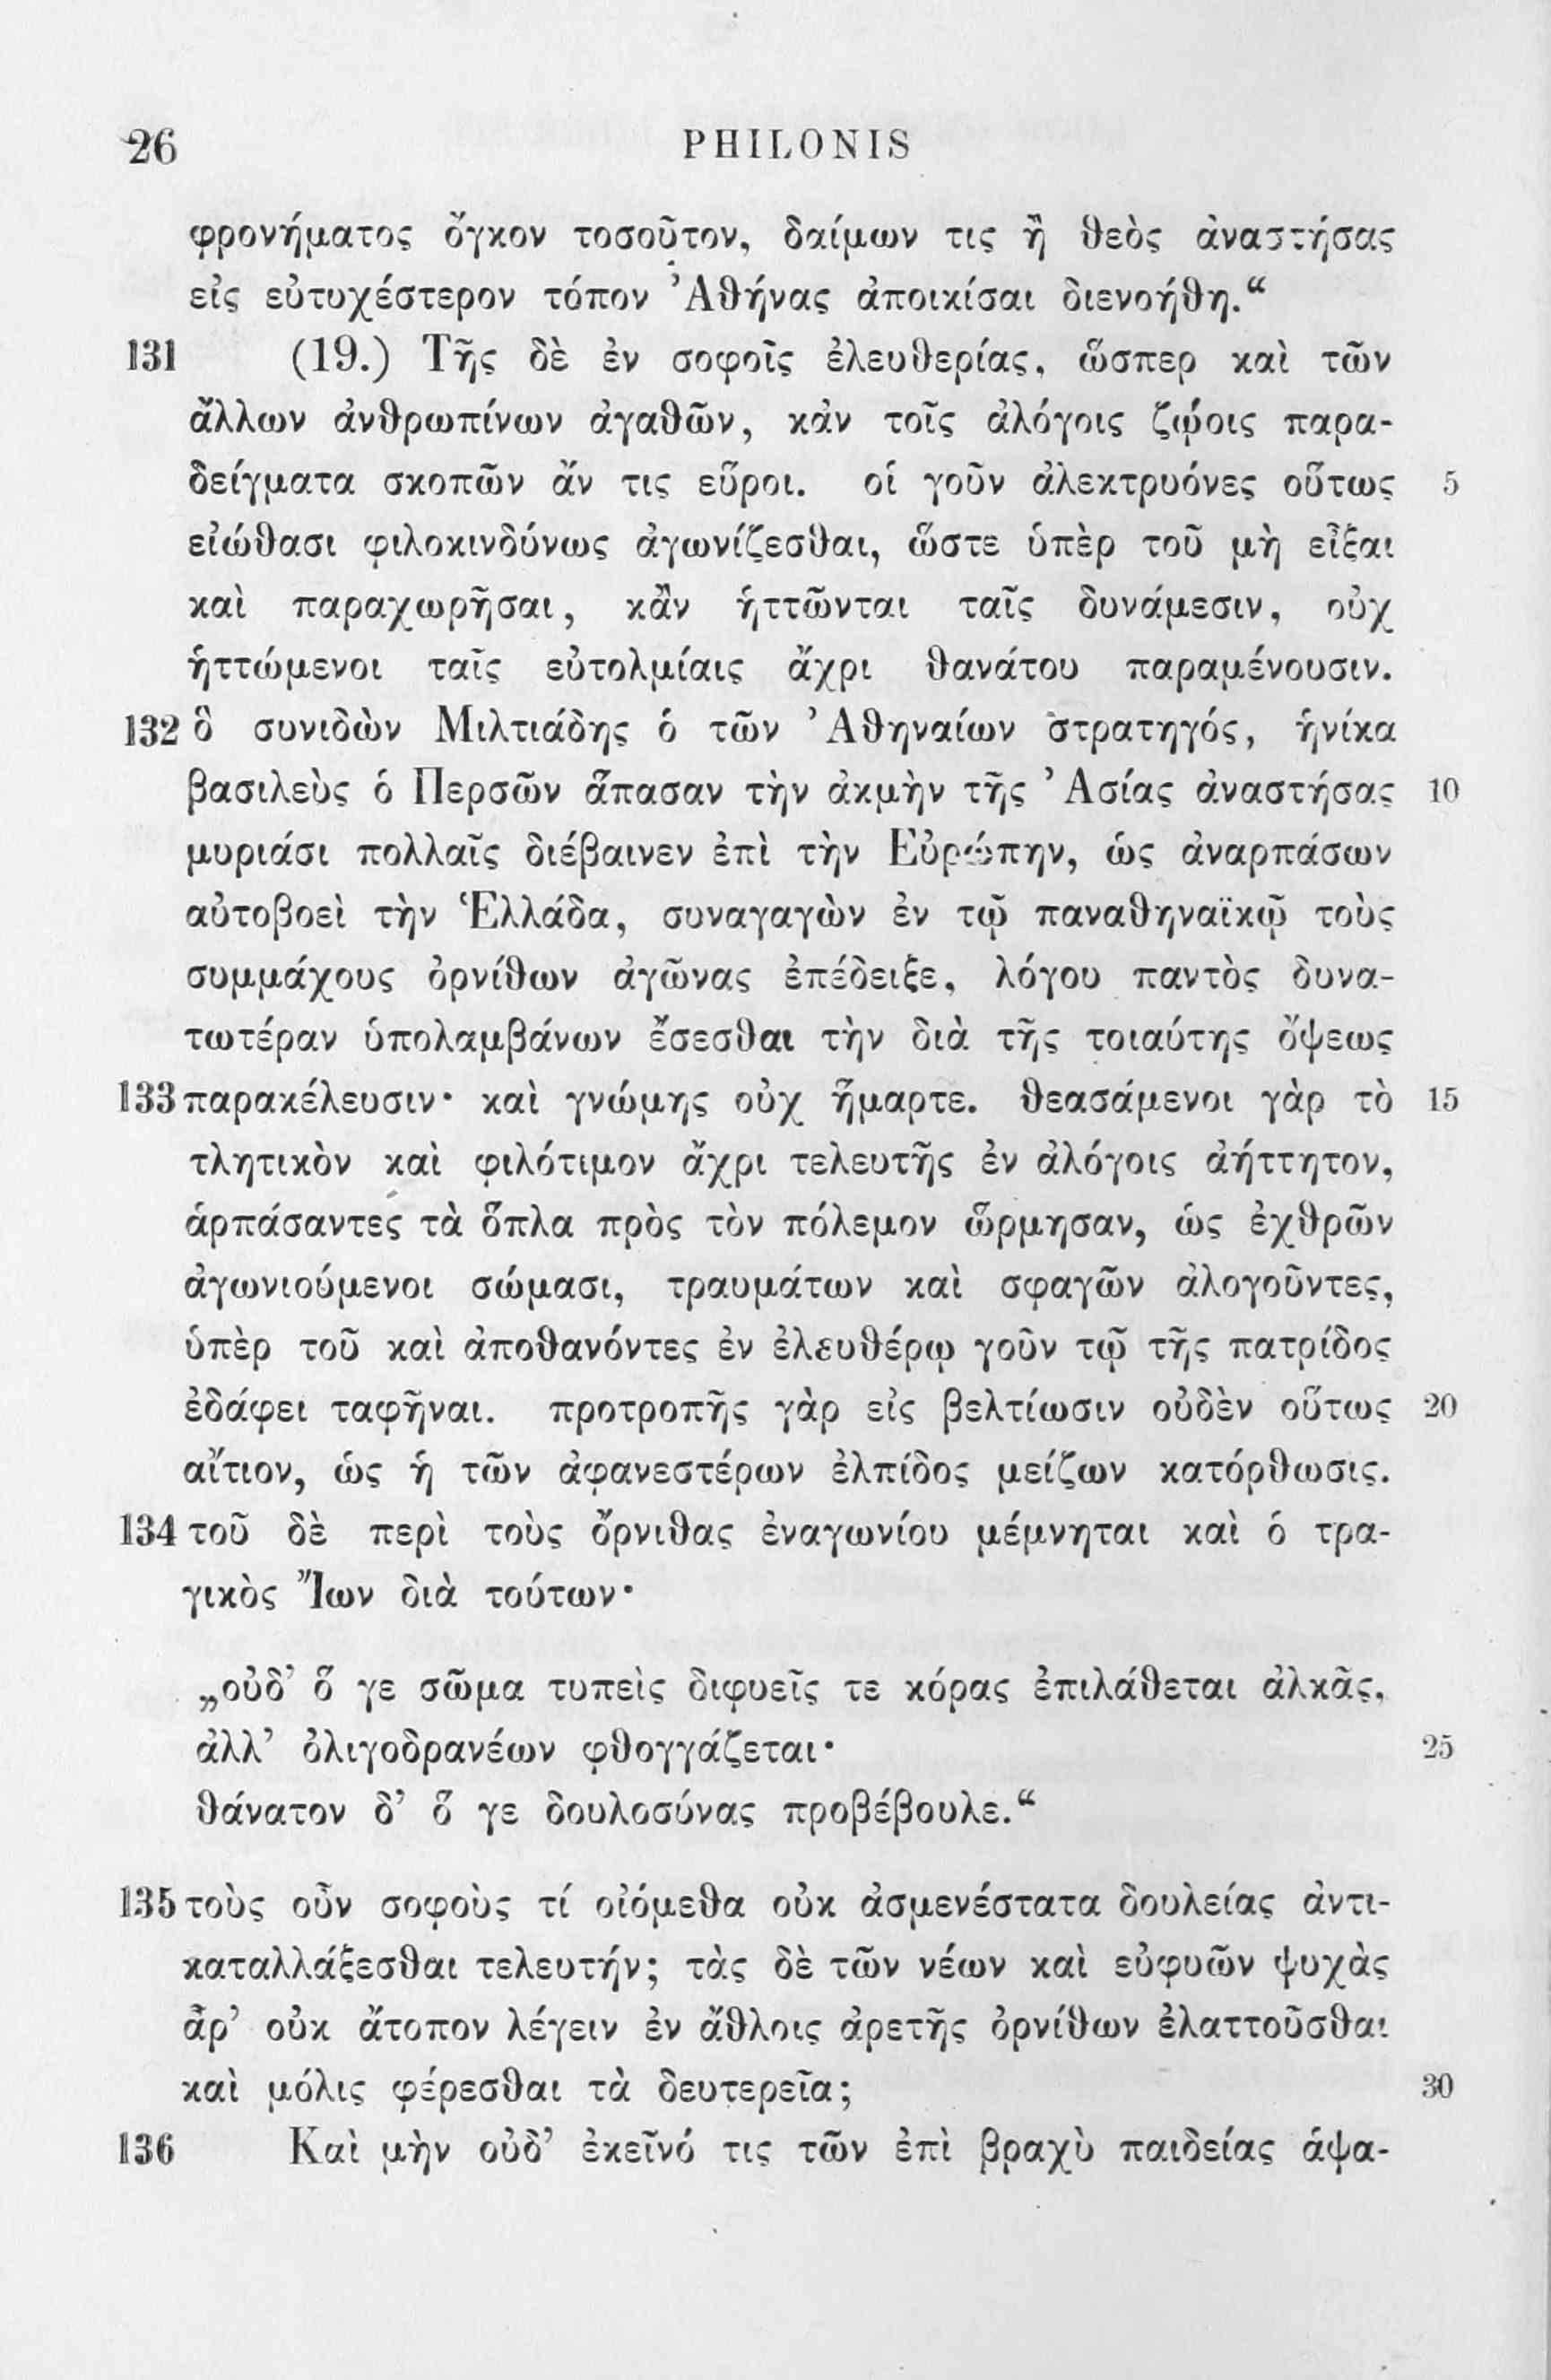 26 PHILONIS
φρονήματος ὄγκον τοσοῦτον, δαίμων τις ἢ θεὸς ἀναστήσας
εἰς εὐτυχέστερον τόπον Ἀθήνας ἀποικίσαι διενοήθη.“
131 (19.) Τῆς δὲ ἐν σοφοῖς ἐλευθερίας, ὥσπερ καὶ τῶν
ἄλλων ἀνθρωπίνων ἀγαθῶν, κἀν τοῖς ἀλόγοις ζῴοις παρα-
δείγματα σκοπῶν ἄν τις εὕροι. οἱ γοῦν ἀλεκτρυόνες οὕτως 5
εἰώθασι φιλοκινδύνως ἀγωνίζεσθαι, ὥστε ὑπὲρ τοῦ μὴ εἶξαι
καὶ παραχωρῆσαι, κἂν ἡττῶνται ταῖς δυνάμεσιν, οὐχ
ἡττώμενοι ταῖς εὐτολμίαις ἄχρι θανάτου παραμένουσιν.
132 ὃ συνιδὼν Μιλτιάδης ὁ τῶν Ἀθηναίων στρατηγός, ἡνίκα
βασιλεὺς ὁ Περσῶν ἅπασαν τὴν ἀκμὴν τῆς Ἀσίας ἀναστήσας 10
μυριάσι πολλαῖς διέβαινεν ἐπὶ τὴν Εὐρώπην, ὡς ἀναρπάσων
αὐτοβοεὶ τὴν Ἑλλάδα, συναγαγὼν ἐν τῷ παναθηναϊκῷ τοὺς
συμμάχους ὀρνίθων ἀγῶνας ἐπέδειξε, λόγου παντὸς δυνα-
τωτέραν ὑπολαμβάνων ἔσεσθαι τὴν διὰ τῆς τοιαύτης ὄψεως
133 παρακέλευσιν· καὶ γνώμης οὐχ ἥμαρτε. θεασάμενοι γὰρ τὸ 15
τλητικὸν καὶ φιλότιμον ἄχρι τελευτῆς ἐν ἀλόγοις ἀήττητον,
ἁρπάσαντες τὰ ὅπλα πρὸς τὸν πόλεμον ὥρμησαν, ὡς ἐχθρῶν
ἀγωνιούμενοι σώμασι, τραυμάτων καὶ σφαγῶν ἀλογοῦντες,
ὑπὲρ τοῦ καὶ ἀποθανόντες ἐν ἐλευθέρῳ γοῦν τῷ τῆς πατρίδος
ἐδάφει ταφῆναι. προτροπῆς γὰρ εἰς βελτίωσιν οὐδὲν οὕτως 20
αἴτιον, ὡς ἡ τῶν ἀφανεστέρων ἐλπίδος μείζων κατόρθωσις.
134 τοῦ δὲ περὶ τοὺς ὄρνιθας ἐναγωνίου μέμνηται καὶ ὁ τρα-
γικὸς Ἴων διὰ τούτων·
„οὐδ’ ὅ γε σῶμα τυπεὶς διφυεῖς τε κόρας ἐπιλάθεται ἀλκᾶς,
ἀλλ’ ὀλιγοδρανέων φθογγάζεται· 25
θάνατον δ’ ὅ γε δουλοσύνας προβέβουλε.“
135 τοὺς οὖν σοφοὺς τί οἰόμεθα οὐκ ἀσμενέστατα δουλείας ἀντι-
καταλλάξεσθαι τελευτήν; τὰς δὲ τῶν νέων καὶ εὐφυῶν ψυχὰς
ἆρ’ οὐκ ἄτοπον λέγειν ἐν ἄθλοις ἀρετῆς ὀρνίθων ἐλαττοῦσθαι
καὶ μόλις φέρεσθαι τὰ δευτερεῖα; 30
136 Καὶ μὴν οὐδ’ ἐκεῖνό τις τῶν ἐπὶ βραχὺ παιδείας ἁψα-